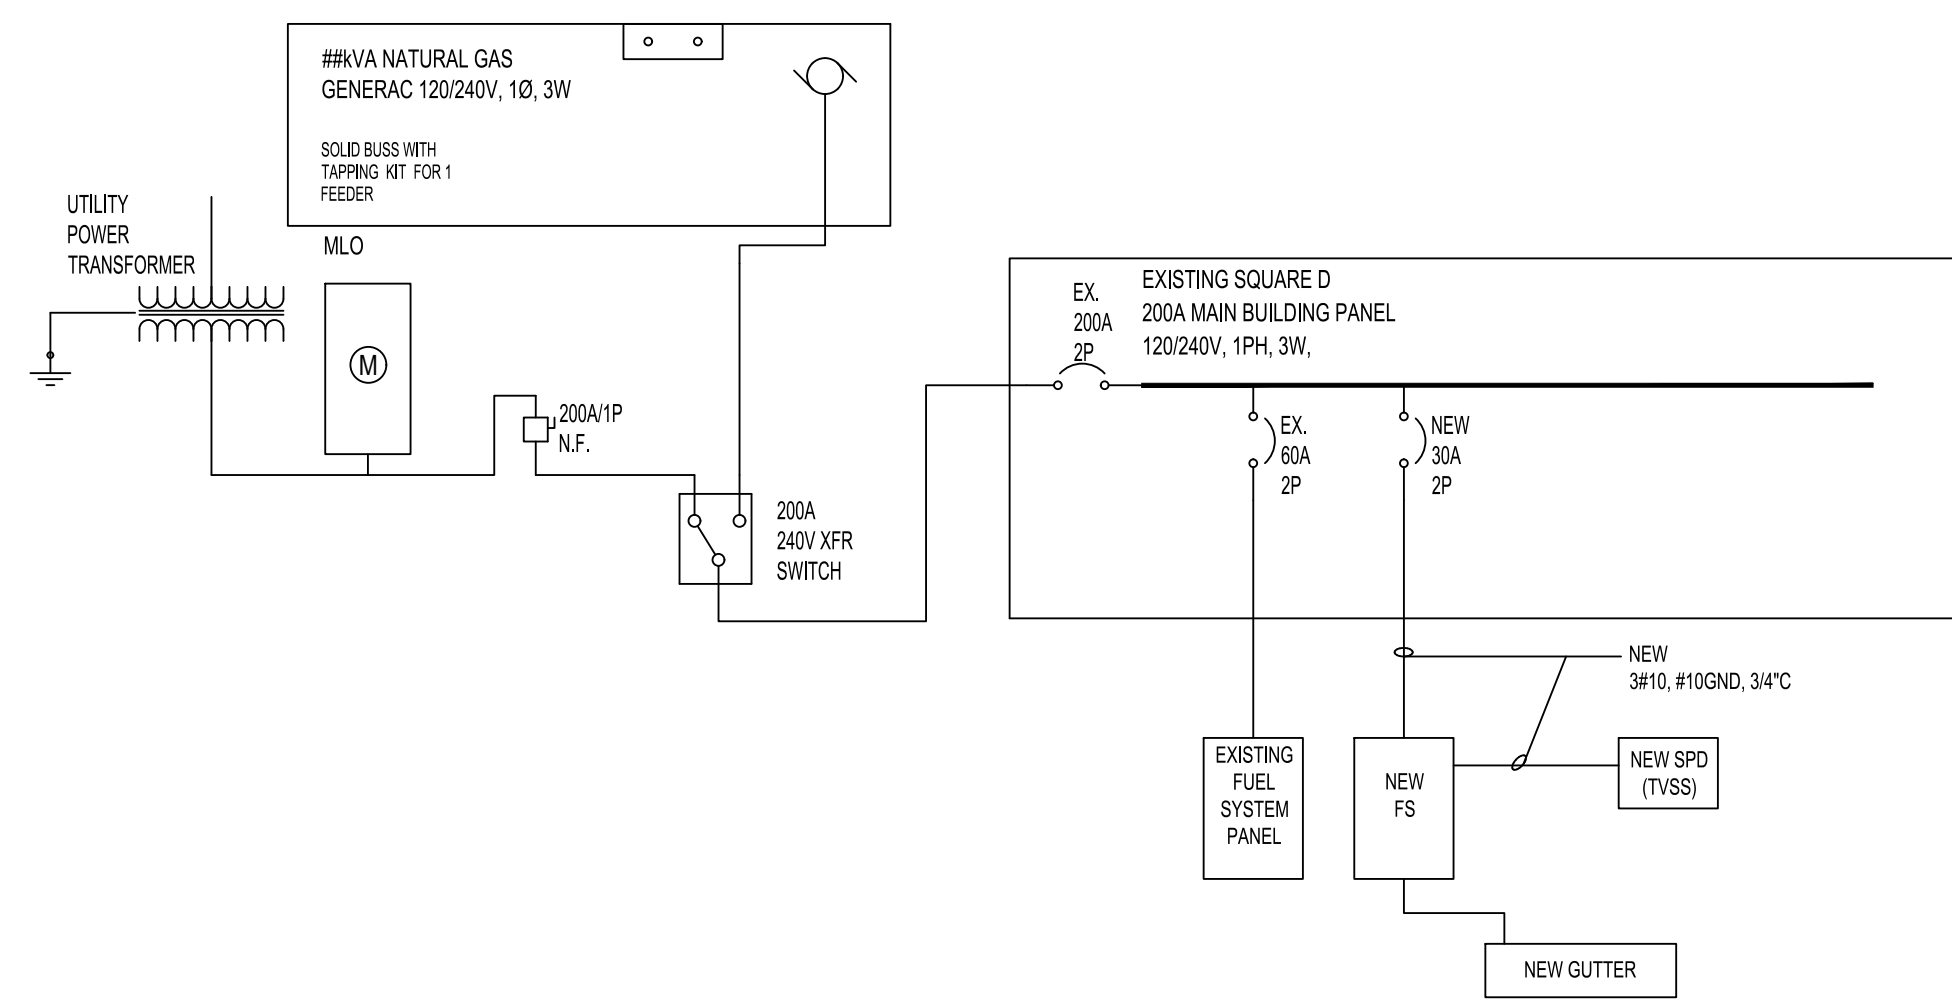 ##kVA NATURAL GAS
GENERAC 120/240V, 1Ø, 3W
SOLID BUSS WITH
TAPPING KIT FOR 1
FEEDER
UTILITY
POWER
TRANSFORMER
MLO
M
200A/1P
N.F.
200A
240V XFR
SWITCH
EX.
200A
2P
EXISTING SQUARE D
200A MAIN BUILDING PANEL
120/240V, 1PH, 3W,
EX.
60A
2P
NEW
30A
2P
NEW
3#10, #10GND, 3/4"C
EXISTING
FUEL
SYSTEM
PANEL
NEW
FS
NEW SPD
(TVSS)
NEW GUTTER